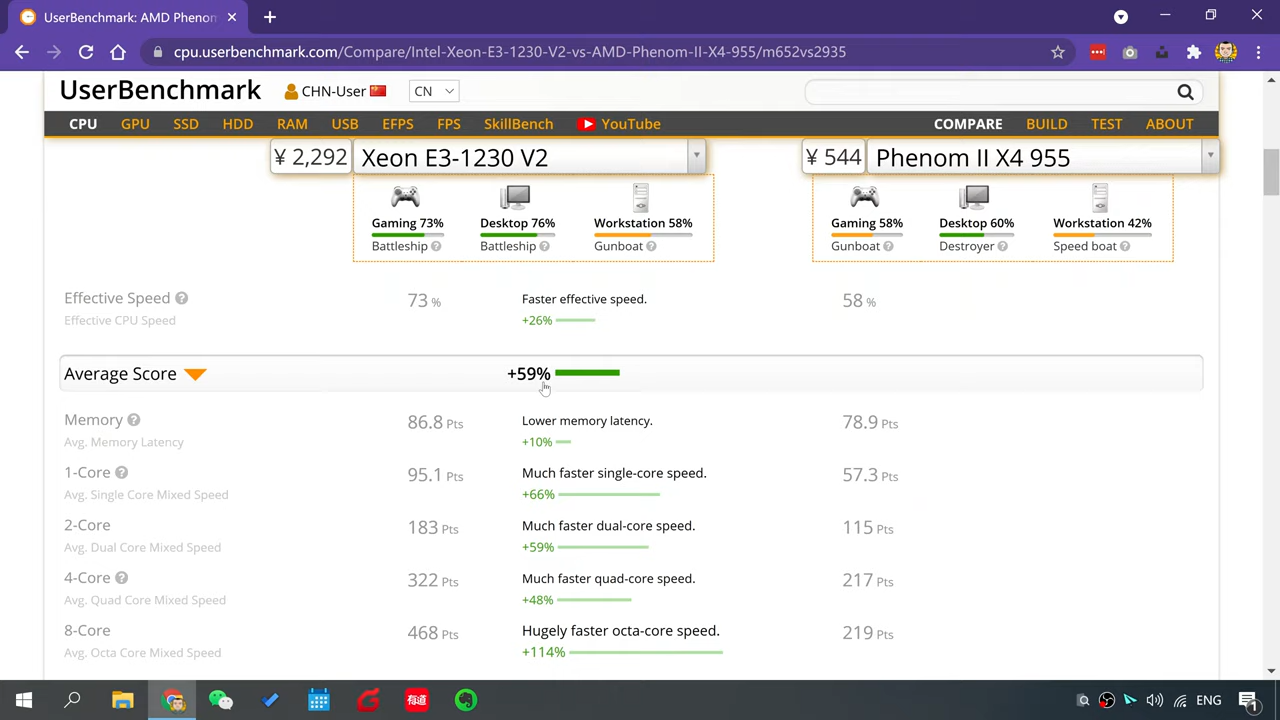 UserBenchmark: AMD Phenom
cpu.userbenchmark.com/Compare/Intel-Xeon-E3-1230-V2-vs-AMD-Phenom-II-X4-955/m652vs2935
UserBenchmark CHN-User CN
CPU GPU SSD HDD RAM USB EFPS FPS SkillBench YouTube COMPARE BUILD TEST ABOUT
¥ 2,292 Xeon E3-1230 V2 ¥ 544 Phenom II X4 955
Gaming 73% Desktop 76% Workstation 58% Gaming 58% Desktop 60% Workstation 42%
Battleship ? Battleship ? Gunboat ? Gunboat ? Destroyer ? Speed boat ?
Effective Speed ? 73 % Faster effective speed. 58 %
Effective CPU Speed +26%
Average Score +59%
Memory ? 86.8 Pts Lower memory latency. 78.9 Pts
Avg. Memory Latency +10%
1-Core ? 95.1 Pts Much faster single-core speed. 57.3 Pts
Avg. Single Core Mixed Speed +66%
2-Core 183 Pts Much faster dual-core speed. 115 Pts
Avg. Dual Core Mixed Speed +59%
4-Core ? 322 Pts Much faster quad-core speed. 217 Pts
Avg. Quad Core Mixed Speed +48%
8-Core 468 Pts Hugely faster octa-core speed. 219 Pts
Avg. Octa Core Mixed Speed +114%
有道 ENG 1